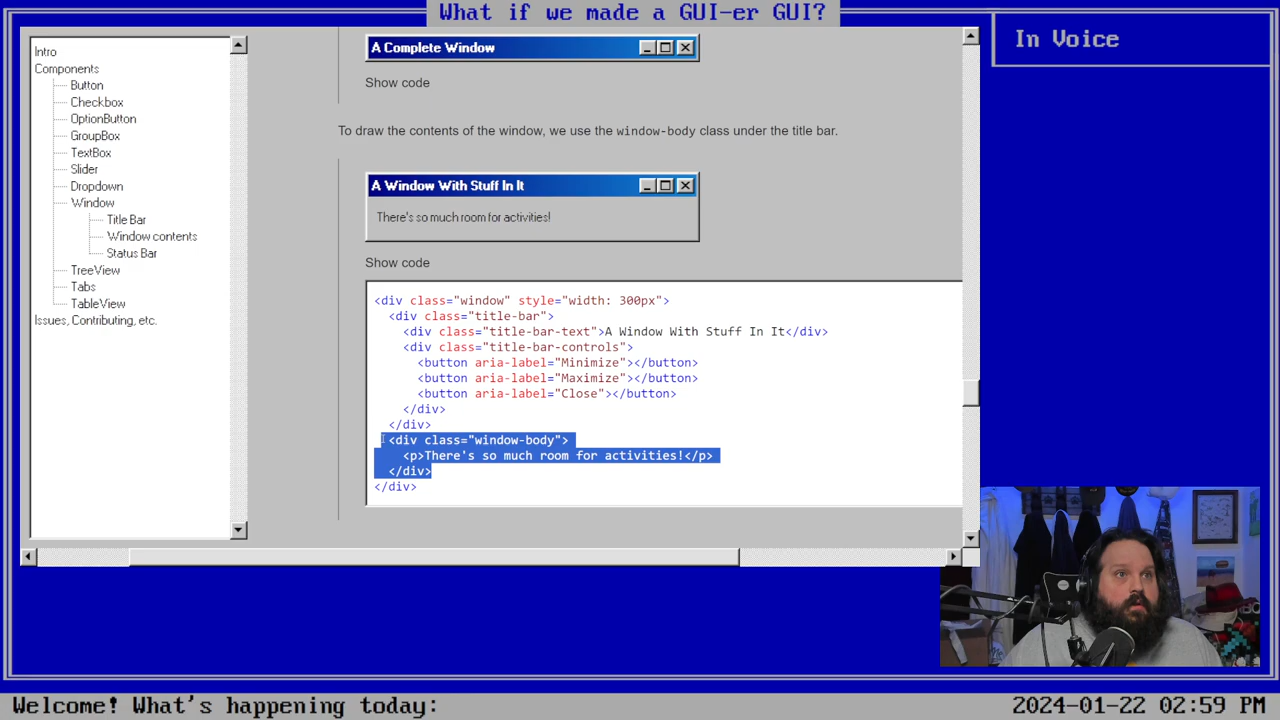 What if we made a GUI-er GUI?
In Voice
Intro
Components
Button
Checkbox
OptionButton
GroupBox
TextBox
Slider
Dropdown
Window
Title Bar
Window contents
Status Bar
TreeView
Tabs
TableView
Issues, Contributing, etc.
A Complete Window
Show code
To draw the contents of the window, we use the window-body class under the title bar.
A Window With Stuff In It
There's so much room for activities!
Show code
<div class="window" style="width: 300px">
<div class="title-bar">
<div class="title-bar-text">A Window With Stuff In It</div>
<div class="title-bar-controls">
<button aria-label="Minimize"></button>
<button aria-label="Maximize"></button>
<button aria-label="Close"></button>
</div>
</div>
<div class="window-body">
<p>There's so much room for activities!</p>
</div>
</div>
Welcome! What's happening today:
2024-01-22 02:59 PM